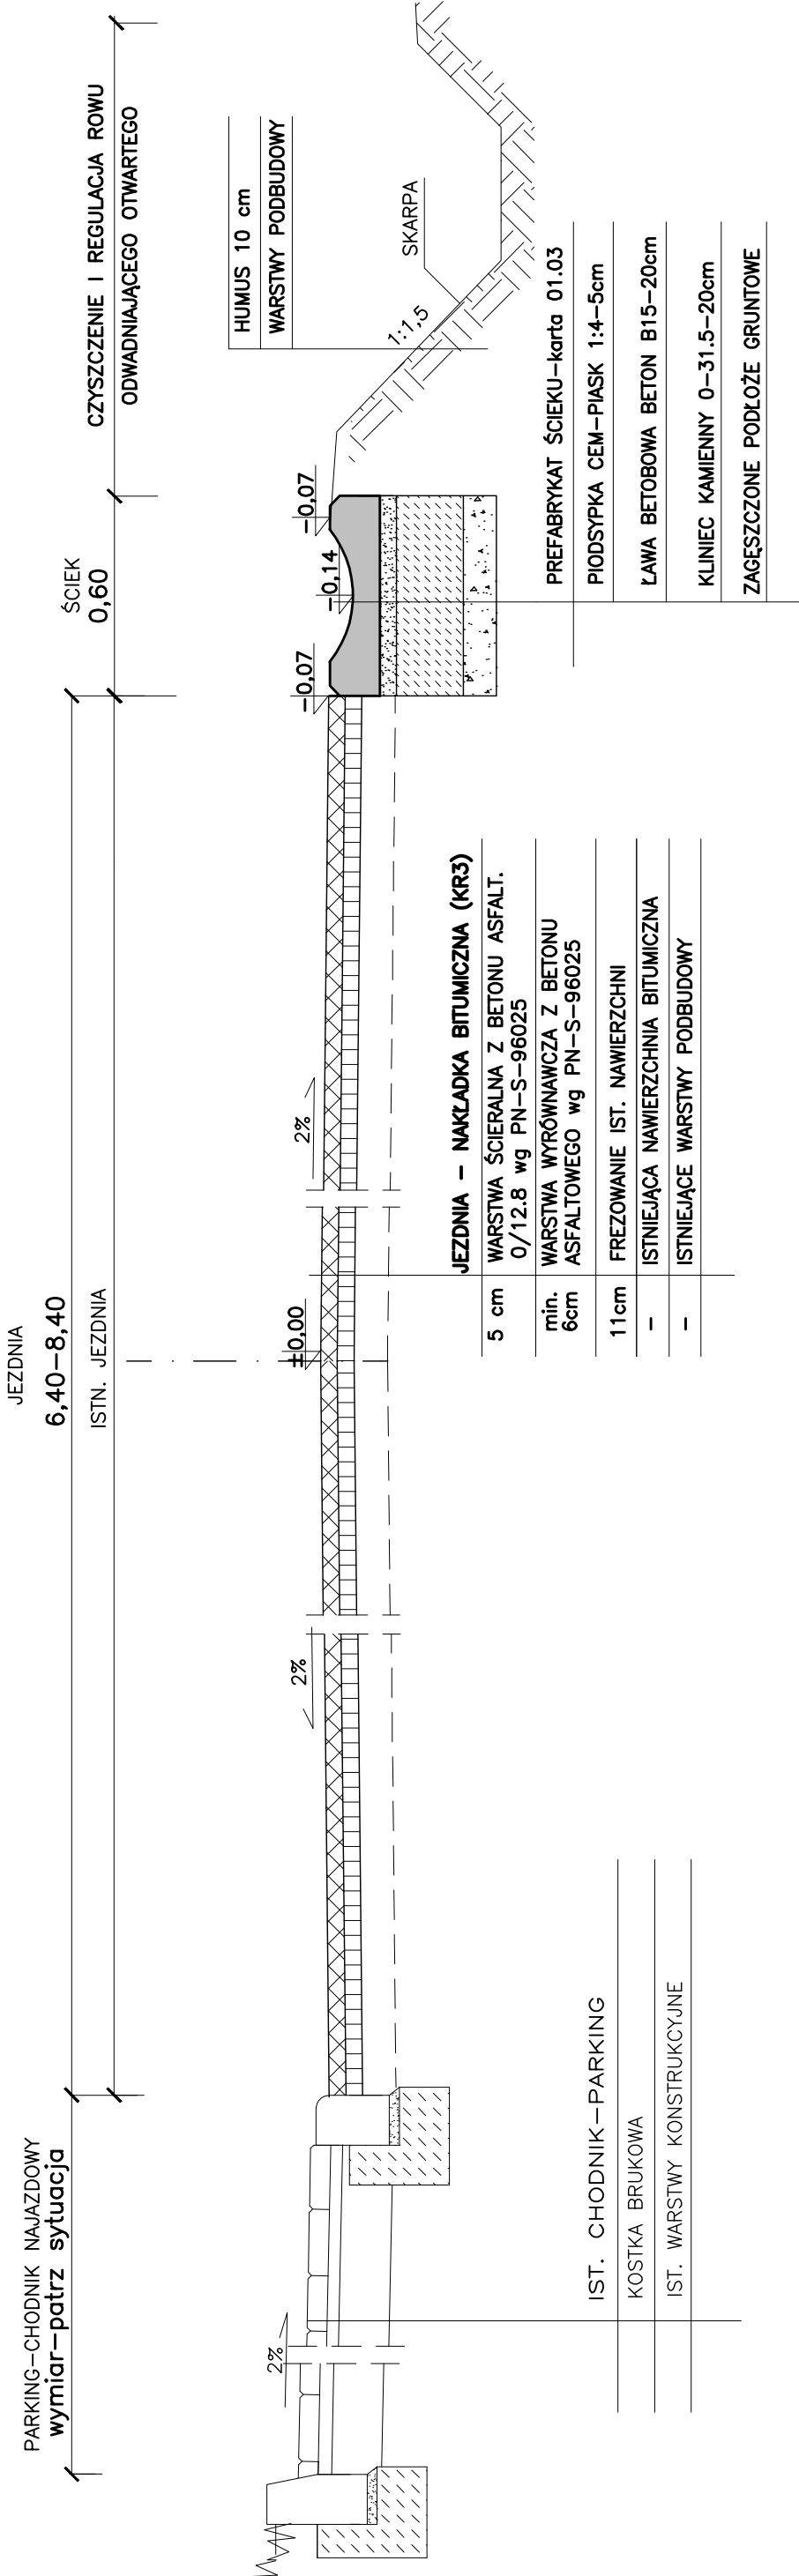 PARKING-CHODNIK NAJAZDOWY
wymiar-patrz sytuacja
JEZDNIA
6,40-8,40
ISTN. JEZDNIA
ŚCIEK
0,60
CZYSZCZENIE I REGULACJA ROWU
ODWADNIAJĄCEGO OTWARTEGO
HUMUS 10 cm
WARSTWY PODBUDOWY
SKARPA
1:1,5
2%
2%
±0,00
2%
-0,07
-0,14
-0,07
IST. CHODNIK-PARKING
KOSTKA BRUKOWA
IST. WARSTWY KONSTRUKCYJNE
JEZDNIA - NAKŁADKA BITUMICZNA (KR3)
5 cm WARSTWA ŚCIERALNA Z BETONU ASFALT.
0/12.8 wg PN-S-96025
min. WARSTWA WYRÓWNAWCZA Z BETONU
6cm ASFALTOWEGO wg PN-S-96025
11cm FREZOWANIE IST. NAWIERZCHNI
- ISTNIEJĄCA NAWIERZCHNIA BITUMICZNA
- ISTNIEJĄCE WARSTWY PODBUDOWY
PREFABRYKAT ŚCIEKU-karta 01.03
PIODSYPKA CEM-PIASK 1:4-5cm
ŁAWA BETOBOWA BETON B15-20cm
KLINIEC KAMIENNY 0-31.5-20cm
ZAGĘSZCZONE PODŁOŻE GRUNTOWE